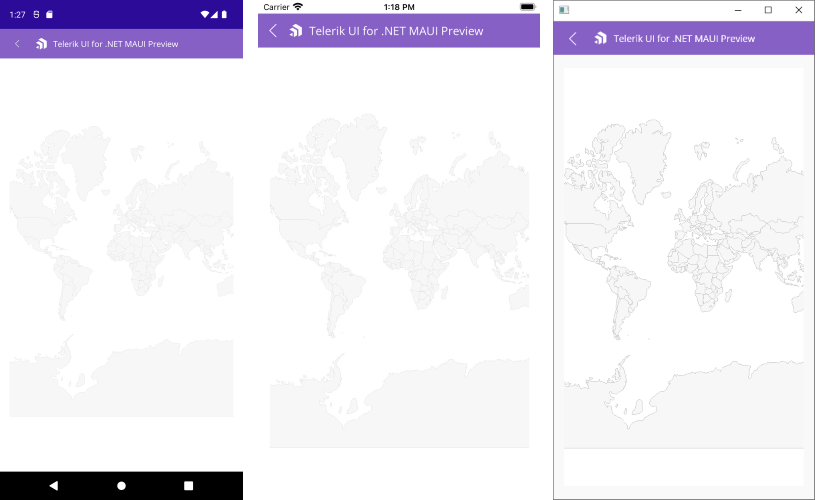 1:27
Telerik UI for .NET MAUI Preview
Carrier
1:18 PM
Telerik UI for .NET MAUI Preview
Telerik UI for .NET MAUI Preview